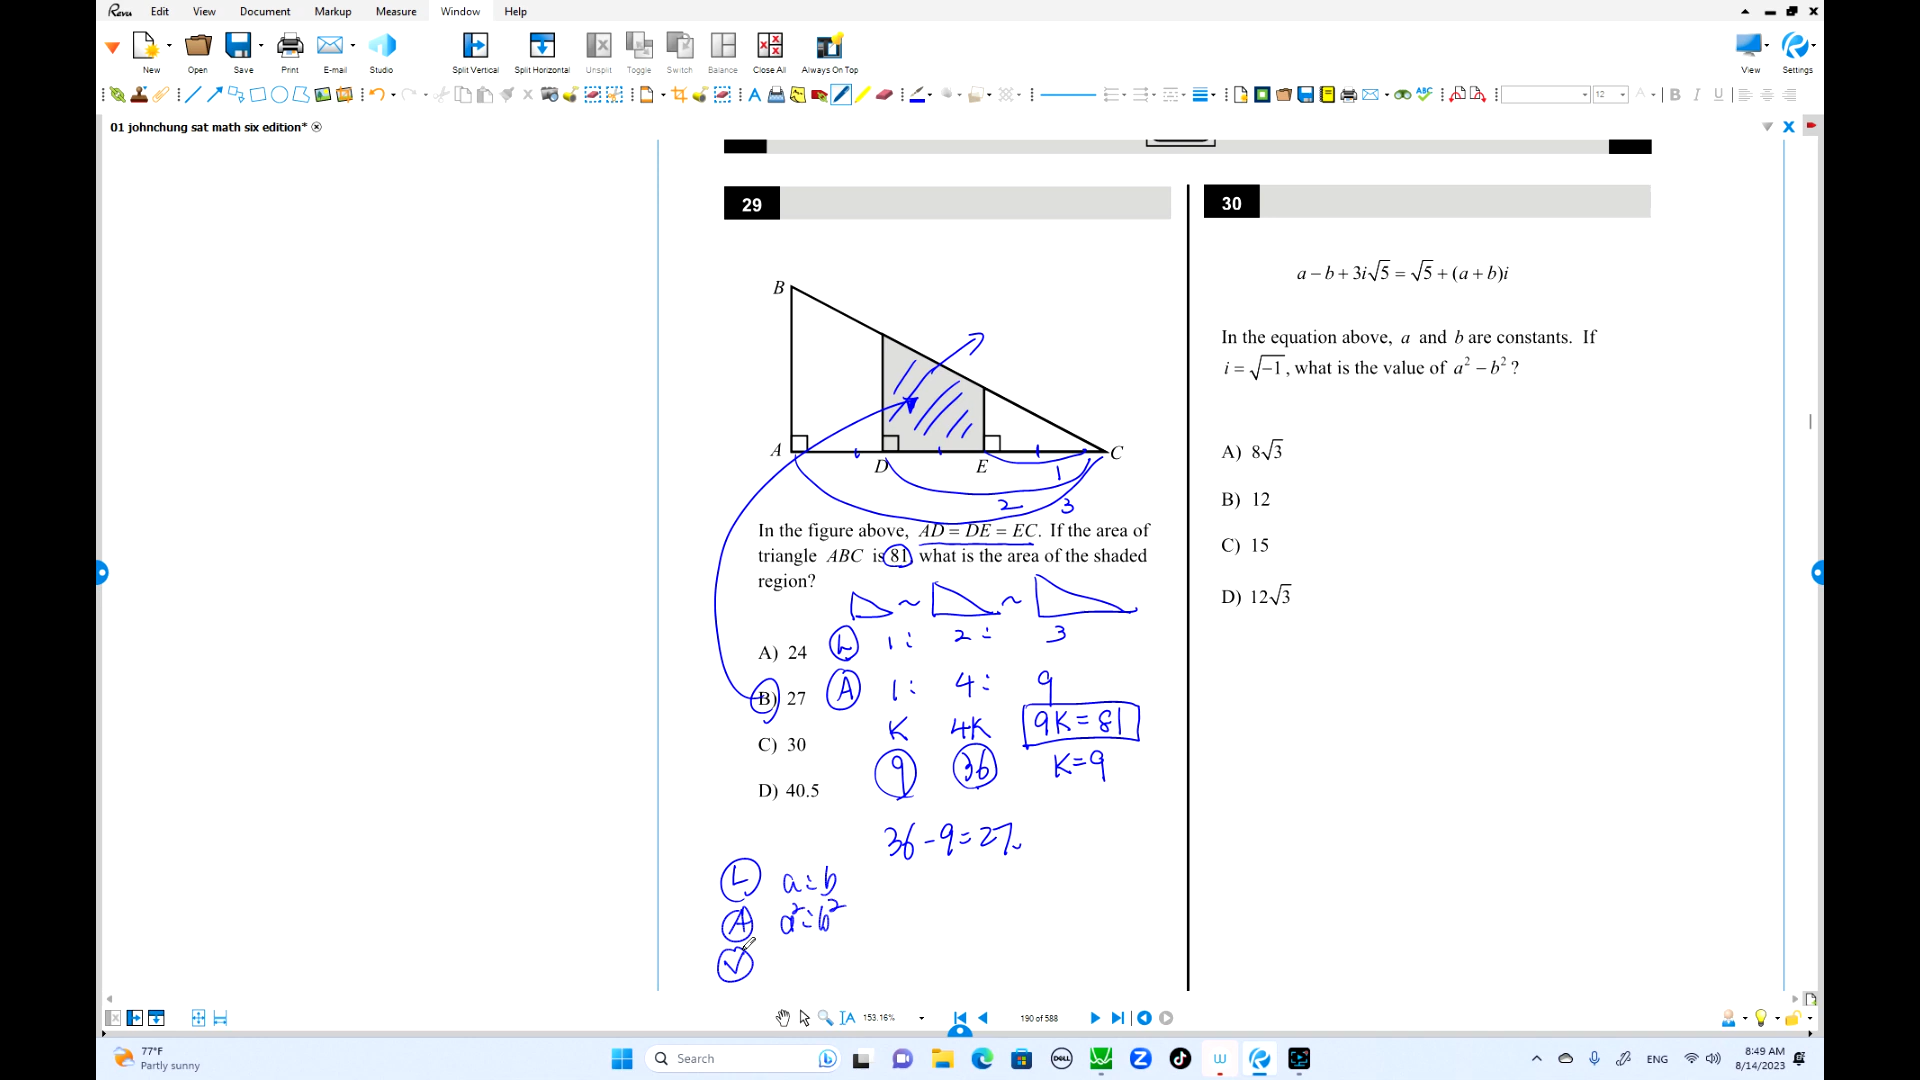 Revu Edit View Document Markup Measure Window Help
New Open Save Print E-mail Studio Split Vertical Split Horizontal Unsplit Toggle Switch Balance Close All Always On Top View Settings
12
01 johnchung sat math six edition*
29
B
A
D
E
C
1
2
3
In the figure above, AD = DE = EC. If the area of
triangle ABC is 81, what is the area of the shaded
region?
~ ~
L 1 : 2 : 3
A) 24
A 1 : 4 : 9
B) 27
K 4K 9K = 81
C) 30
9 36 K=9
D) 40.5
36 - 9 = 27.
L a : b
A a² : b²
V
30
a − b + 3i√5 = √5 + (a + b)i
In the equation above, a and b are constants. If
i = √−1, what is the value of a² − b² ?
A) 8√3
B) 12
C) 15
D) 12√3
153.16%
190 of 588
77°F
Partly sunny
Search
DELL
ENG
8:49 AM
8/14/2023